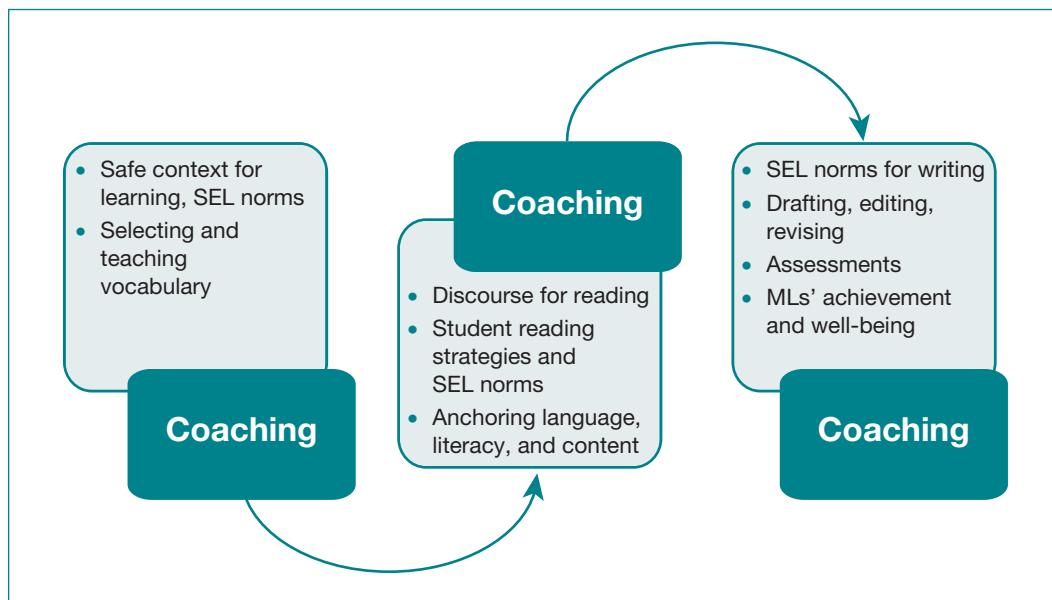 • Safe context for
learning, SEL norms
• Selecting and
teaching
vocabulary
Coaching
Coaching
• Discourse for reading
• Student reading
strategies and
SEL norms
• Anchoring language,
literacy, and content
• SEL norms for writing
• Drafting, editing,
revising
• Assessments
• MLs’ achievement
and well-being
Coaching